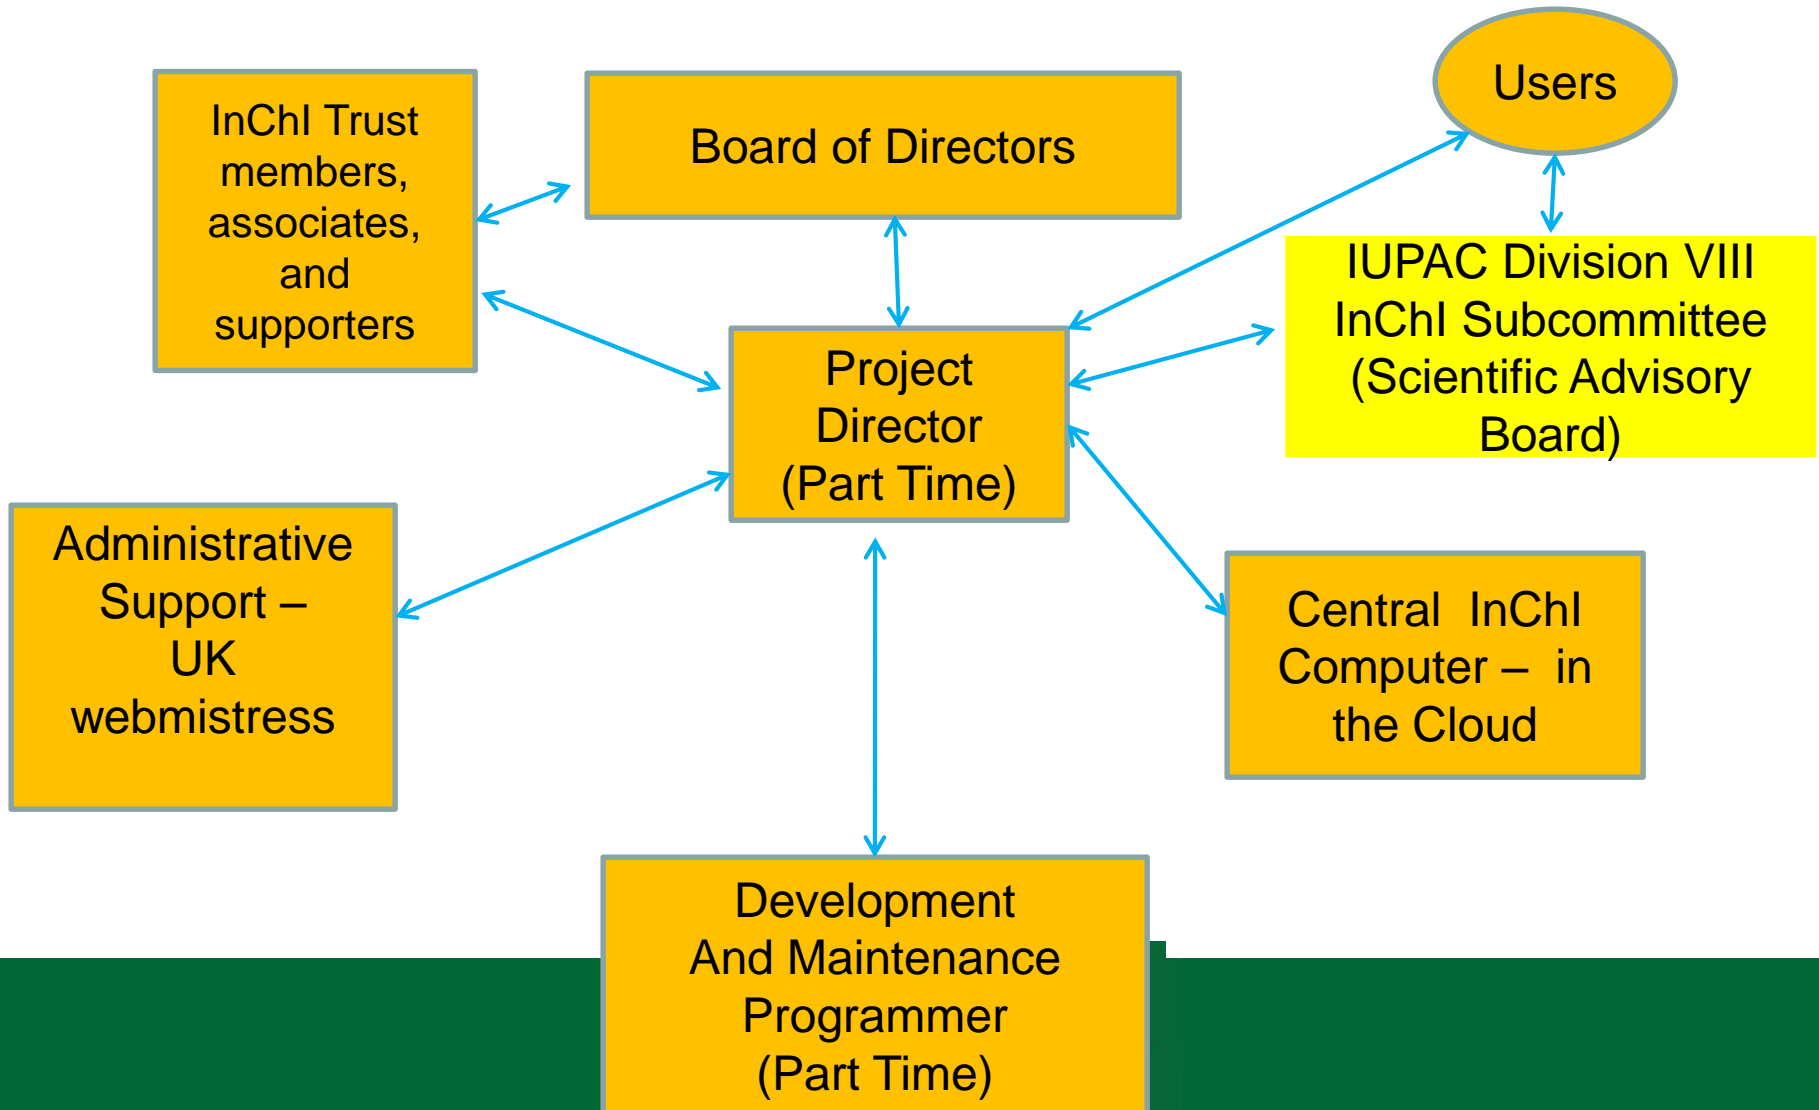 InChI Trust
members,
associates,
and
supporters
Board of Directors
Users
IUPAC Division VIII
InChI Subcommittee
(Scientific Advisory
Board)
Project
Director
(Part Time)
Administrative
Support –
UK
webmistress
Central InChI
Computer – in
the Cloud
Development
And Maintenance
Programmer
(Part Time)